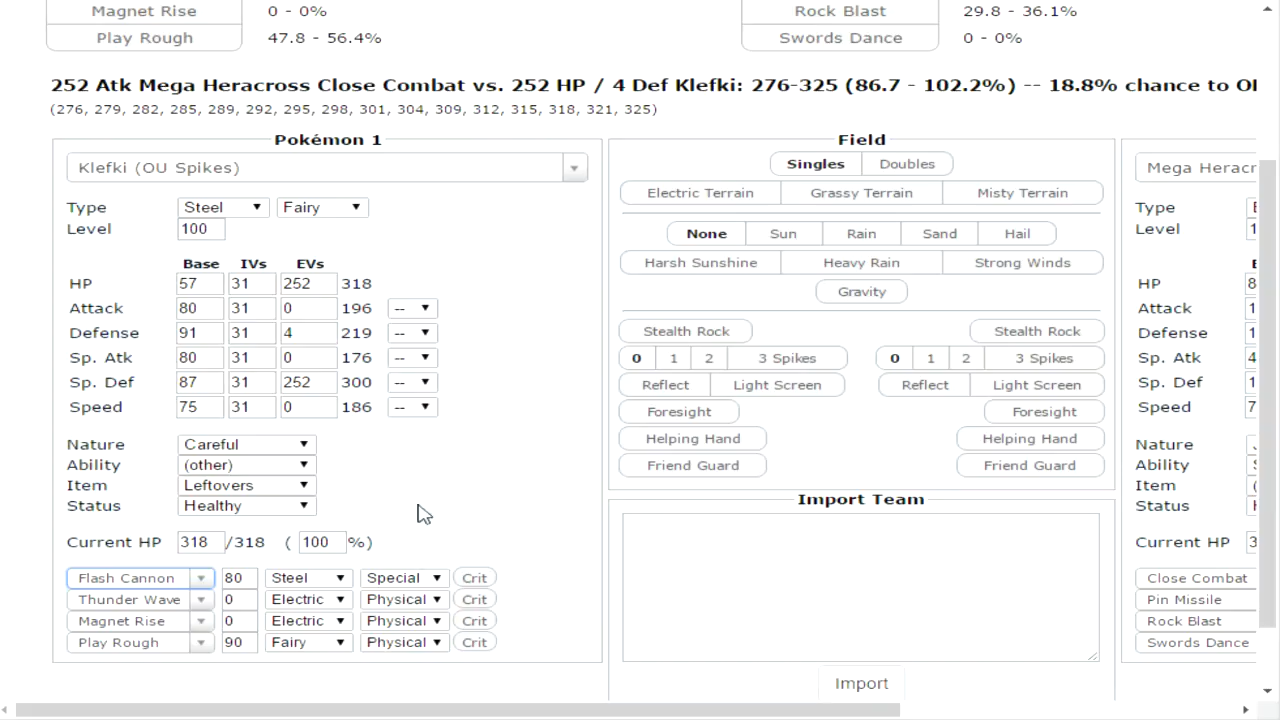 Magnet Rise 0 - 0% Rock Blast 29.8 - 36.1%
Play Rough 47.8 - 56.4% Swords Dance 0 - 0%
252 Atk Mega Heracross Close Combat vs. 252 HP / 4 Def Klefki: 276-325 (86.7 - 102.2%) -- 18.8% chance to
(276, 279, 282, 285, 289, 292, 295, 298, 301, 304, 309, 312, 315, 318, 321, 325)
Pokémon 1
Klefki (OU Spikes)
Type Steel Fairy
Level 100
Base IVs EVs
HP 57 31 252 318
Attack 80 31 0 196 --
Defense 91 31 4 219 --
Sp. Atk 80 31 0 176 --
Sp. Def 87 31 252 300 --
Speed 75 31 0 186 --
Nature Careful
Ability (other)
Item Leftovers
Status Healthy
Current HP 318 /318 ( 100 %)
Flash Cannon 80 Steel Special Crit
Thunder Wave 0 Electric Physical Crit
Magnet Rise 0 Electric Physical Crit
Play Rough 90 Fairy Physical Crit
Field
Singles Doubles
Electric Terrain Grassy Terrain Misty Terrain
None Sun Rain Sand Hail
Harsh Sunshine Heavy Rain Strong Winds
Gravity
Stealth Rock Stealth Rock
0 1 2 3 Spikes 0 1 2 3 Spikes
Reflect Light Screen Reflect Light Screen
Foresight Foresight
Helping Hand Helping Hand
Friend Guard Friend Guard
Import Team
Import
Mega Heracr
Type
Level 1
HP 8
Attack 1
Defense 1
Sp. Atk 4
Sp. Def 1
Speed 7
Nature
Ability
Item (
Status
Current HP 3
Close Combat
Pin Missile
Rock Blast
Swords Dance